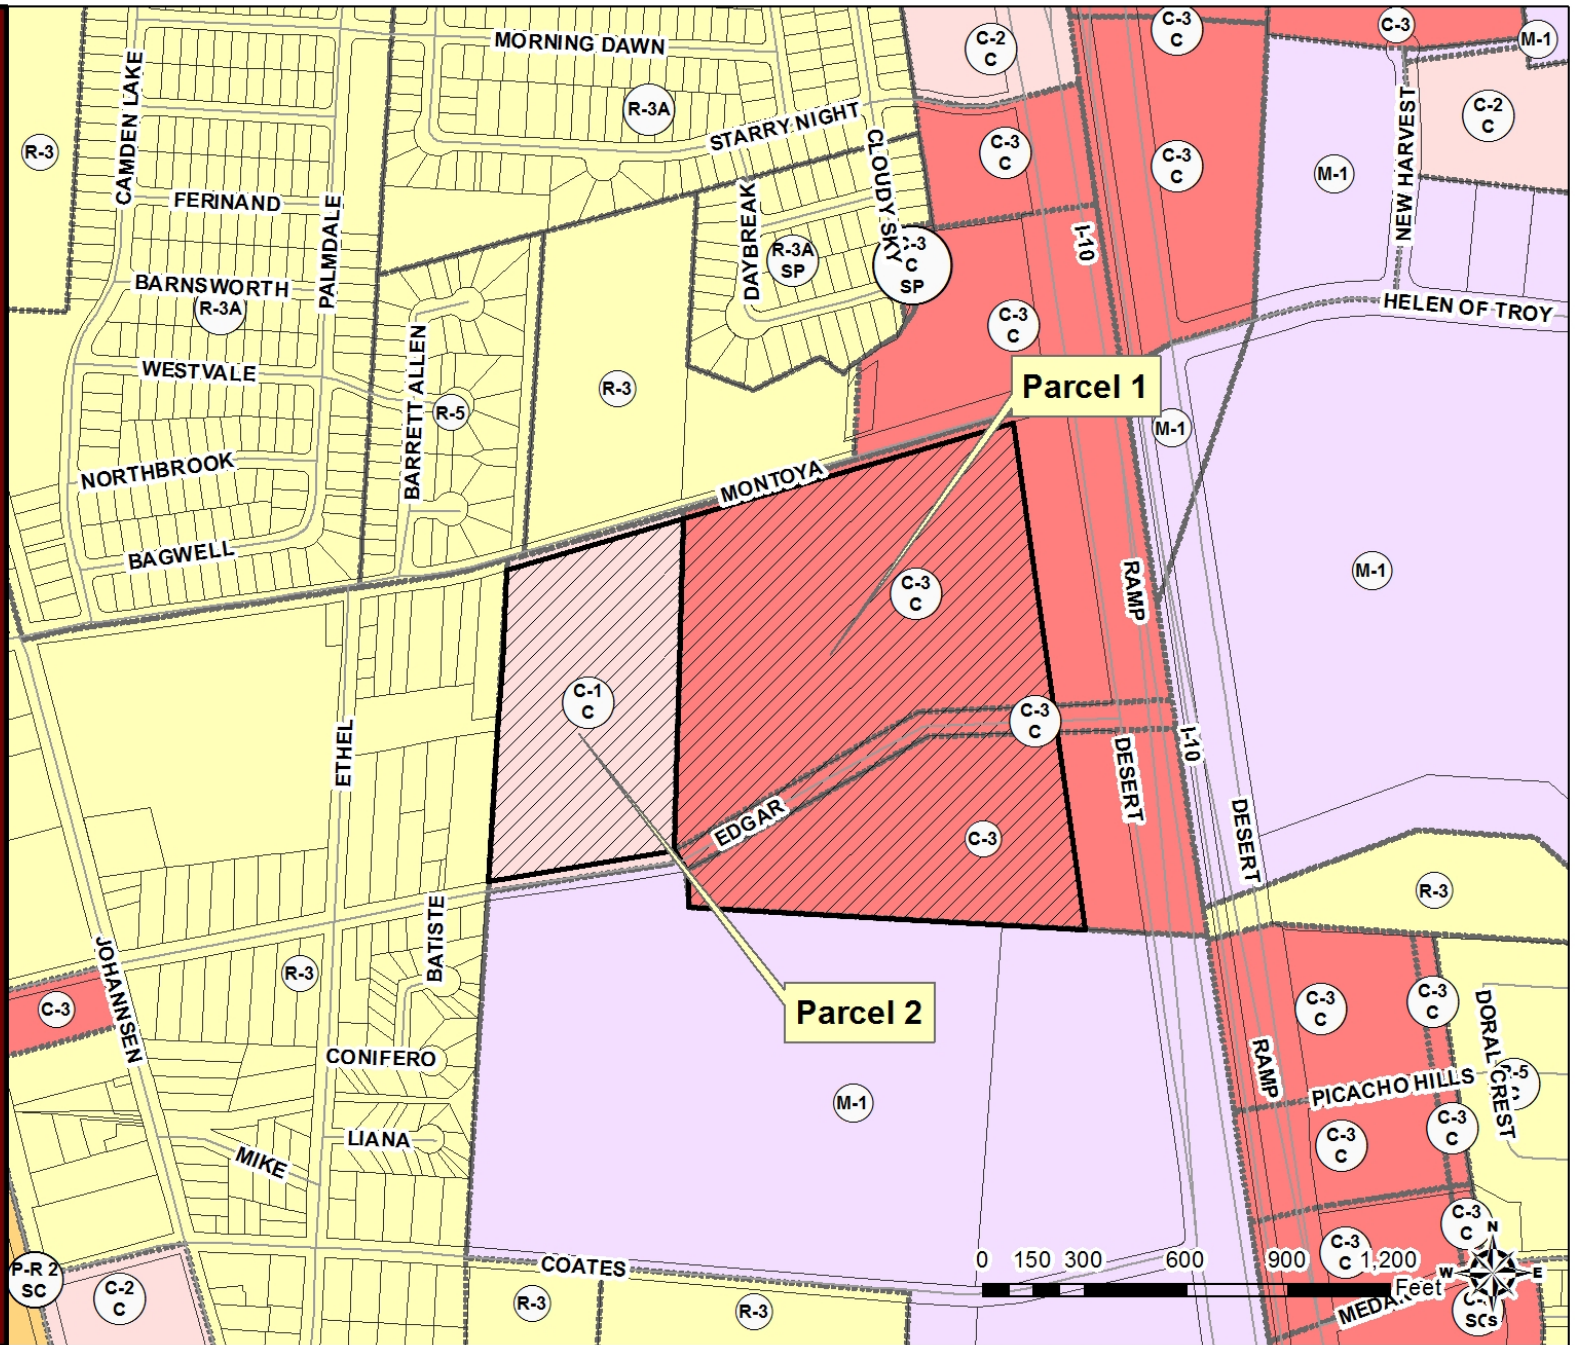 MORNING DAWN
C-2
C
C-3
C
C-3
M-1
R-3A
CAMDEN LAKE
STARRY NIGHT
CLOUDY SKY
C-3
C
C-3
C
M-1
NEW HARVEST
C-2
C
R-3
FERINAND
PALMDALE
DAYBREAK
R-3A
SP
C-3
C
SP
I-10
BARNSWORTH
R-3A
HELEN OF TROY
C-3
C
WESTVALE
BARRETT ALLEN
R-5
R-3
Parcel 1
M-1
NORTHBROOK
MONTOYA
BAGWELL
C-3
C
RAMP
M-1
C-1
C
ETHEL
C-3
C
I-10
DESERT
EDGAR
C-3
DESERT
R-3
BATISTE
JOHANNSEN
R-3
C-3
Parcel 2
C-3
C
C-3
C
DORAL CREST
CONIFERO
RAMP
PICACHO HILLS
-5
C
M-1
LIANA
MIKE
C-3
C
C-3
C
C-3
C
C-3
C
N
W
E
S
COATES
0 150 300 600 900 1,200
Feet
P-R 2
SC
C-2
C
R-3
R-3